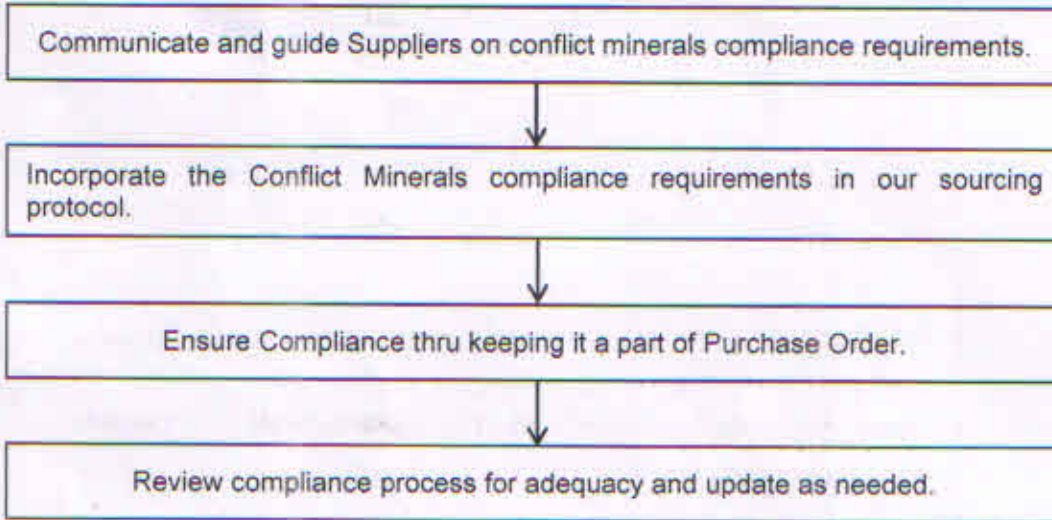 Communicate and guide Suppliers on conflict minerals compliance requirements.
Incorporate the Conflict Minerals compliance requirements in our sourcing
protocol.
Ensure Compliance thru keeping it a part of Purchase Order.
Review compliance process for adequacy and update as needed.